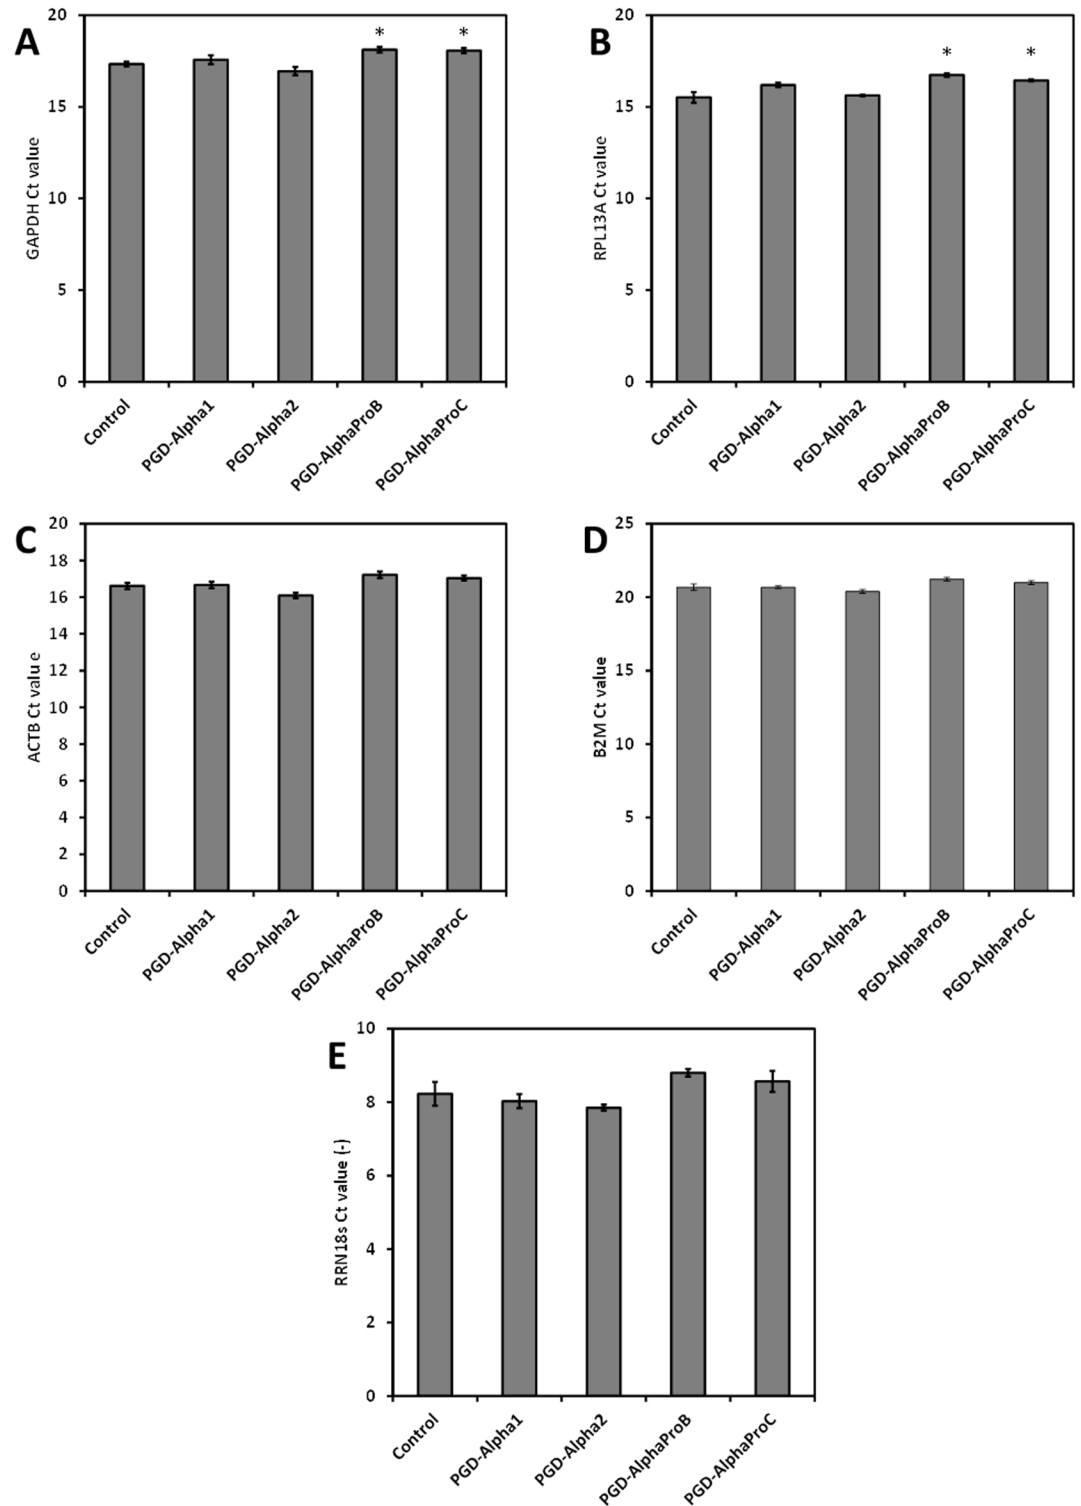 A
GAPDH Ct value
20
15
10
5
0
* *
Control
PGD-Alpha1
PGD-Alpha2
PGD-AlphaProB
PGD-AlphaProC
B
RPL13A Ct value
20
15
10
5
0
* *
Control
PGD-Alpha1
PGD-Alpha2
PGD-AlphaProB
PGD-AlphaProC
C
ACTB Ct value
20
18
16
14
12
10
8
6
4
2
0
Control
PGD-Alpha1
PGD-Alpha2
PGD-AlphaProB
PGD-AlphaProC
D
B2M Ct value
25
20
15
10
5
0
Control
PGD-Alpha1
PGD-Alpha2
PGD-AlphaProB
PGD-AlphaProC
E
RRN18s Ct value (-)
10
8
6
4
2
0
Control
PGD-Alpha1
PGD-Alpha2
PGD-AlphaProB
PGD-AlphaProC